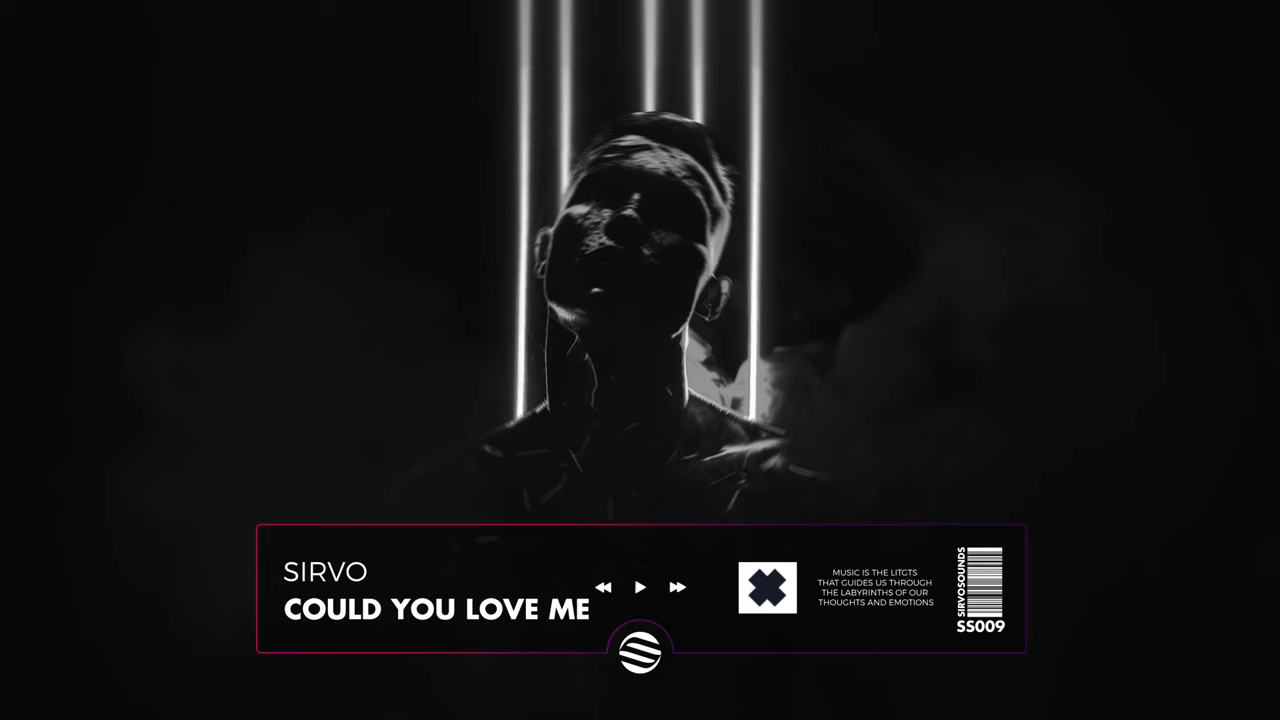 SIRVO
COULD YOU LOVE ME
MUSIC IS THE LITGTS
THAT GUIDES US THROUGH
THE LABYRINTHS OF OUR
THOUGHTS AND EMOTIONS
SIRVOSOUNDS
SS009